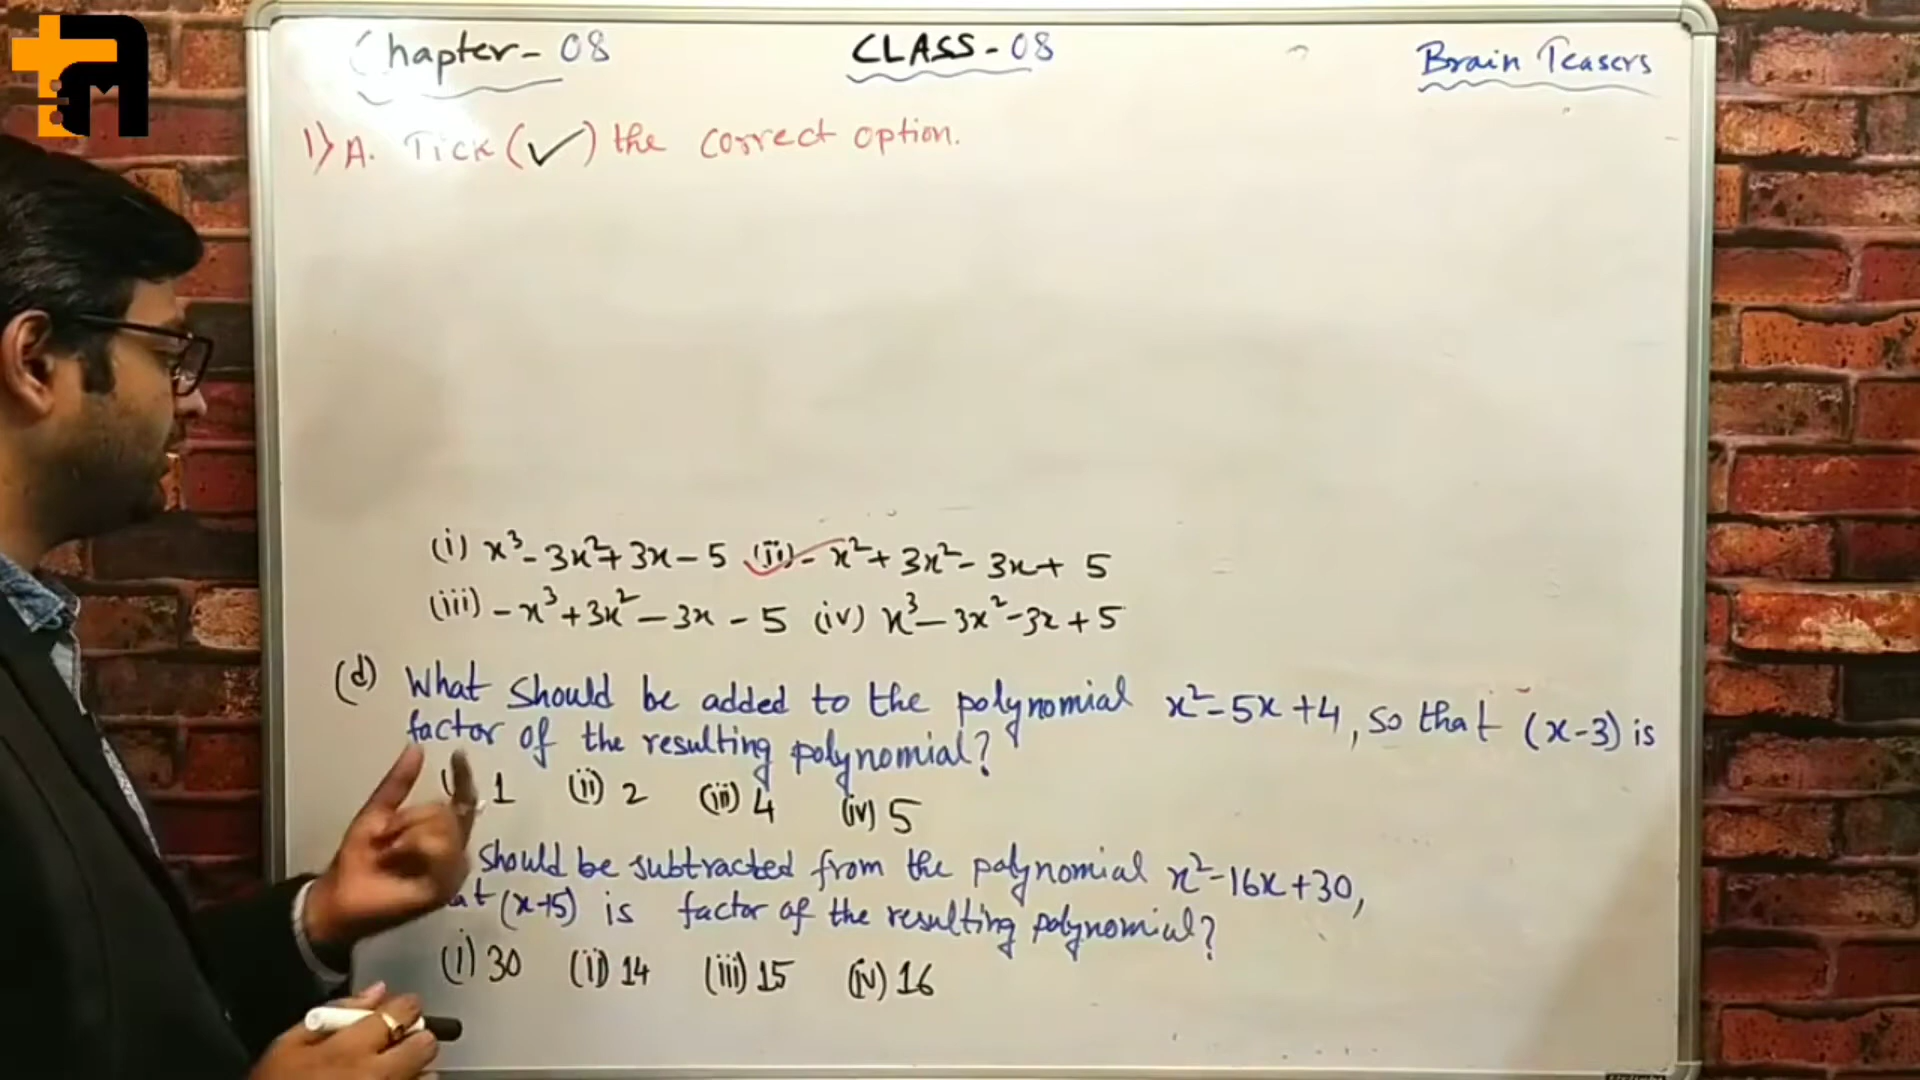 Chapter - 08
CLASS - 08
Brain Teasers
1) A. Tick (✓) the correct option.
(i) x³ - 3x² + 3x - 5 (ii) - x² + 3x² - 3x + 5
(iii) - x³ + 3x² - 3x - 5 (iv) x³ - 3x² - 3x + 5
(d) What should be added to the polynomial x² - 5x + 4, so that (x-3) is
factor of the resulting polynomial?
1 (ii) 2 (iii) 4 (iv) 5
should be subtracted from the polynomial x² - 16x + 30,
(x+5) is factor of the resulting polynomial?
(i) 30 (ii) 14 (iii) 15 (iv) 16